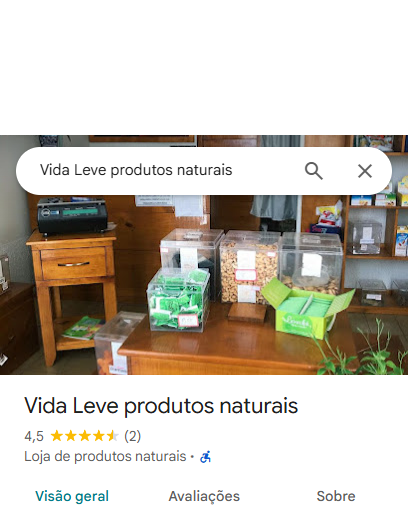 Vida Leve produtos naturais
Vida Leve produtos naturais
4,5 (2)
Loja de produtos naturais ·
Visão geral
Avaliações
Sobre